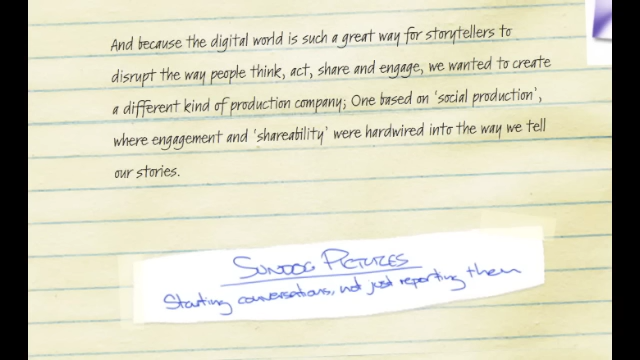 And because the digital world is such a great way for storytellers to
disrupt the way people think, act, share and engage, we wanted to create
a different kind of production company; One based on 'social production',
where engagement and 'shareability' were hardwired into the way we tell
our stories.
SUNDOG PICTURES
Starting conversations, not just reporting them